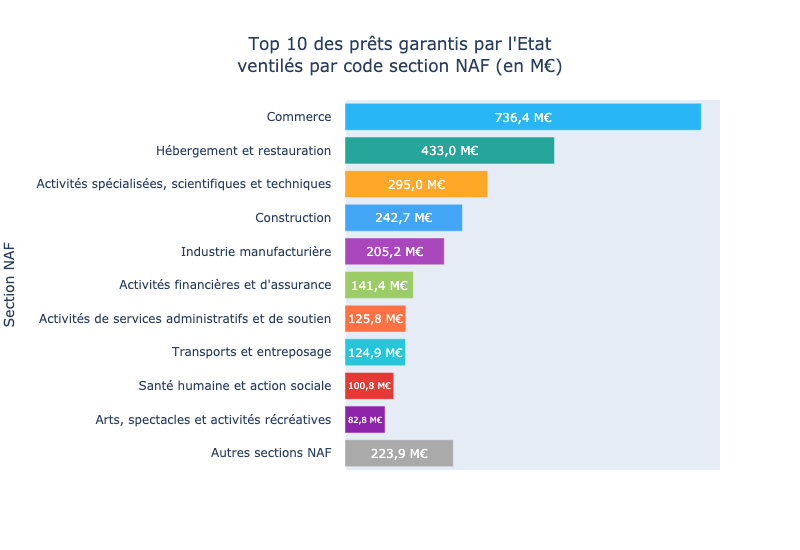 Top 10 des prêts garantis par l'Etat
ventilés par code section NAF (en M€)
Section NAF
Commerce 736,4 M€
Hébergement et restauration 433,0 M€
Activités spécialisées, scientifiques et techniques 295,0 M€
Construction 242,7 M€
Industrie manufacturière 205,2 M€
Activités financières et d'assurance 141,4 M€
Activités de services administratifs et de soutien 125,8 M€
Transports et entreposage 124,9 M€
Santé humaine et action sociale 100,8 M€
Arts, spectacles et activités récréatives 82,8 M€
Autres sections NAF 223,9 M€